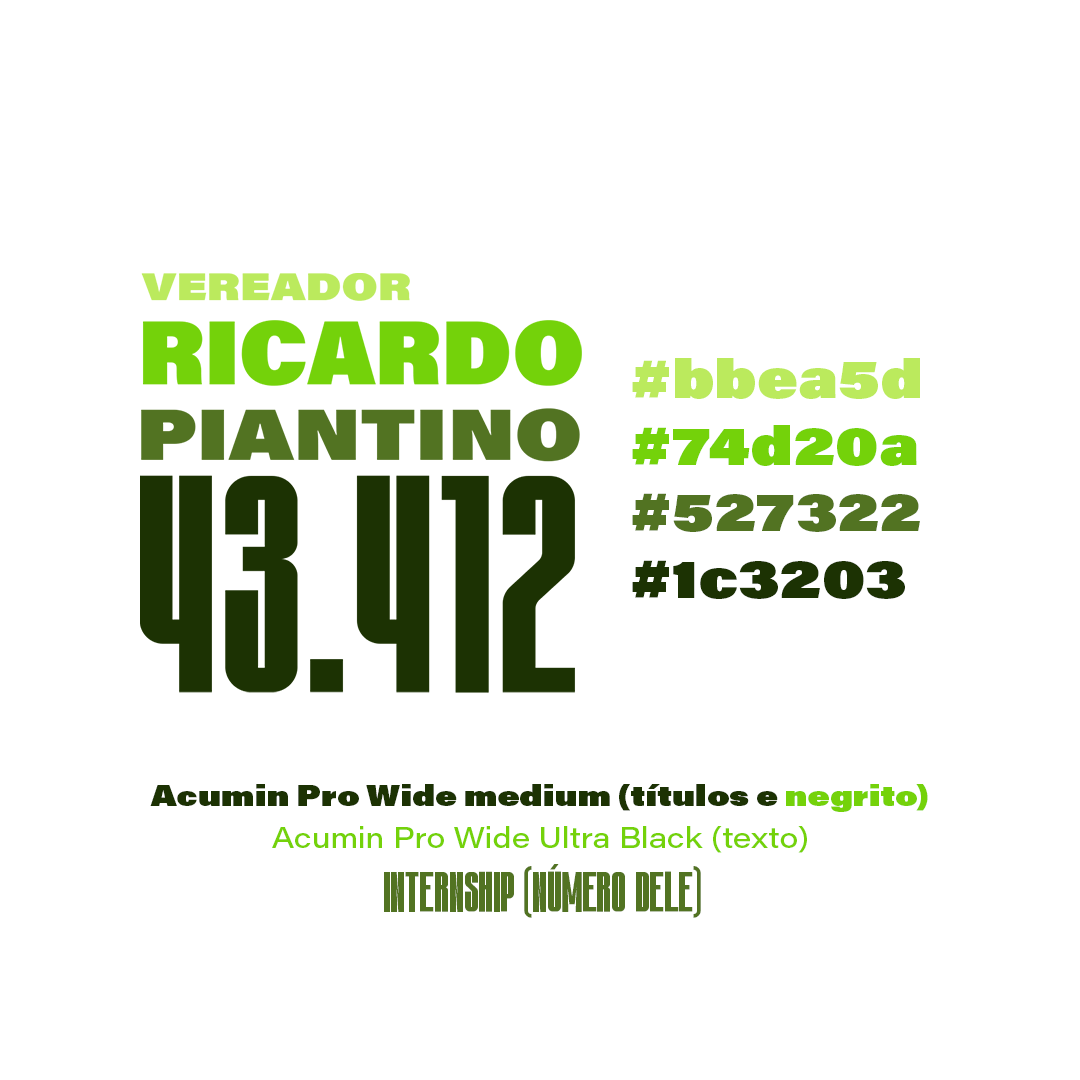 VEREADOR
RICARDO
PIANTINO
43.412
#bbea5d
#74d20a
#527322
#1c3203
Acumin Pro Wide medium (títulos e negrito)
Acumin Pro Wide Ultra Black (texto)
INTERNSHIP (NÚMERO DELE)